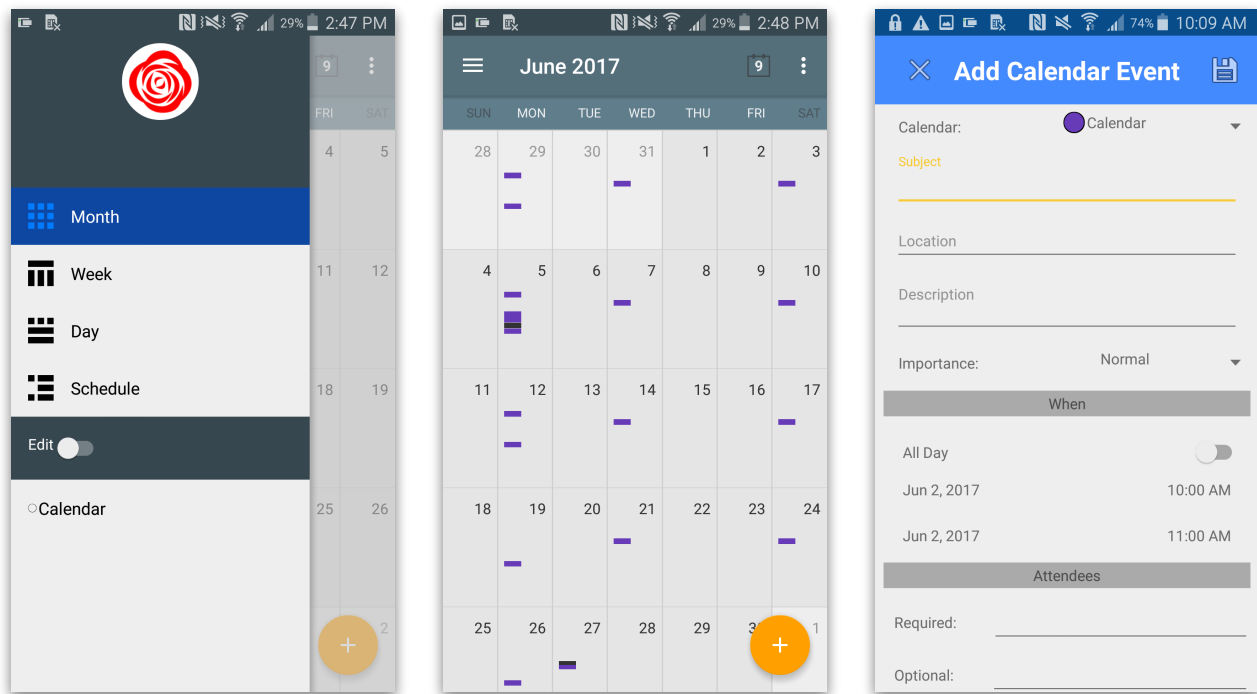 29% 2:47 PM
9
FRI SAT
4 5
Month
11 12
Week
Day
18 19
Schedule
Edit
25 26
Calendar
2
+
29% 2:48 PM
June 2017 9
SUN MON TUE WED THU FRI SAT
28 29 30 31 1 2 3
4 5 6 7 8 9 10
11 12 13 14 15 16 17
18 19 20 21 22 23 24
25 26 27 28 29 1
+
74% 10:09 AM
Add Calendar Event
Calendar: Calendar
Subject
Location
Description
Importance: Normal
When
All Day
Jun 2, 2017 10:00 AM
Jun 2, 2017 11:00 AM
Attendees
Required:
Optional: